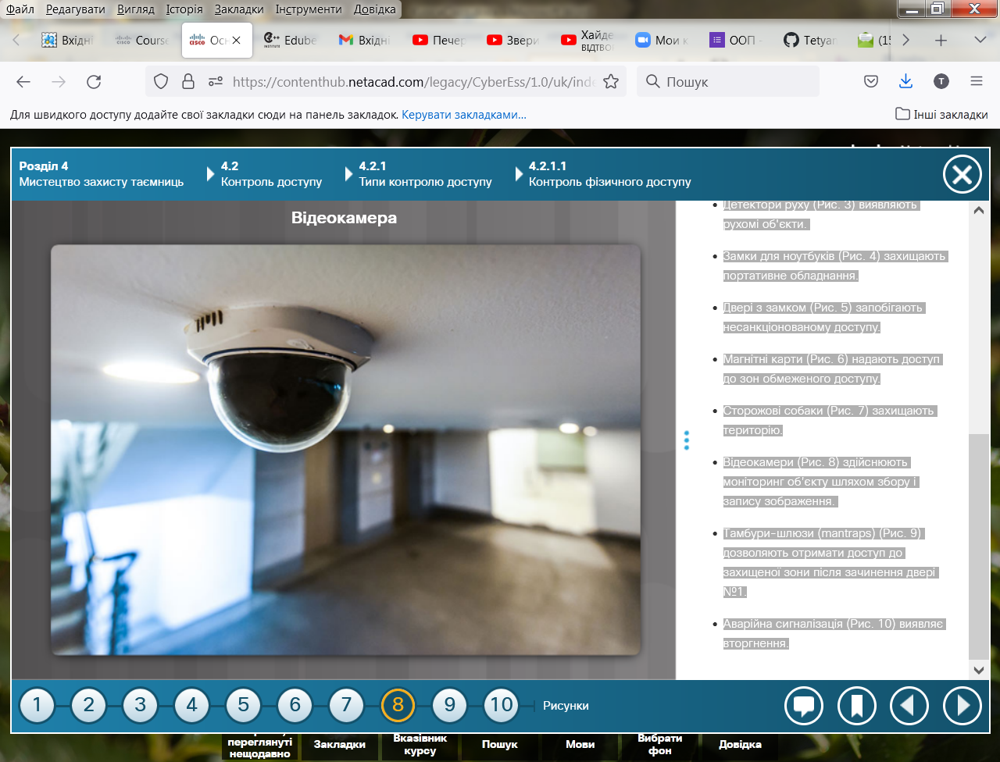 Файл Редагувати Вигляд Історія Закладки Інструменти Довідка
Вхідні
Course
Осн
Edube
Вхідні
Печер
Звери
Хайде
ВІДТВО
Мои к
ООП -
Tetyan
(15
https://contenthub.netacad.com/legacy/CyberEss/1.0/uk/inde
Пошук
T
Для швидкого доступу додайте свої закладки сюди на панель закладок. Керувати закладками...
Інші закладки
Розділ 4
Мистецтво захисту таємниць
4.2
Контроль доступу
4.2.1
Типи контролю доступу
4.2.1.1
Контроль фізичного доступу
Відеокамера
Детектори руху (Рис. 3) виявляють
рухомі об'єкти.
Замки для ноутбуків (Рис. 4) захищають
портативне обладнання.
Двері з замком (Рис. 5) запобігають
несанкціонованому доступу.
Магнітні карти (Рис. 6) надають доступ
до зон обмеженого доступу.
Сторожові собаки (Рис. 7) захищають
територію.
Відеокамери (Рис. 8) здійснюють
моніторинг об'єкту шляхом збору і
запису зображення.
Тамбури-шлюзи (mantraps) (Рис. 9)
дозволяють отримати доступ до
захищеної зони після зачинення двері
№1.
Аварійна сигналізація (Рис. 10) виявляє
вторгнення.
1 2 3 4 5 6 7 8 9 10 Рисунки
переглянуті
нещодавно
Закладки
Вказівник
курсу
Пошук
Мови
Вибрати
фон
Довідка